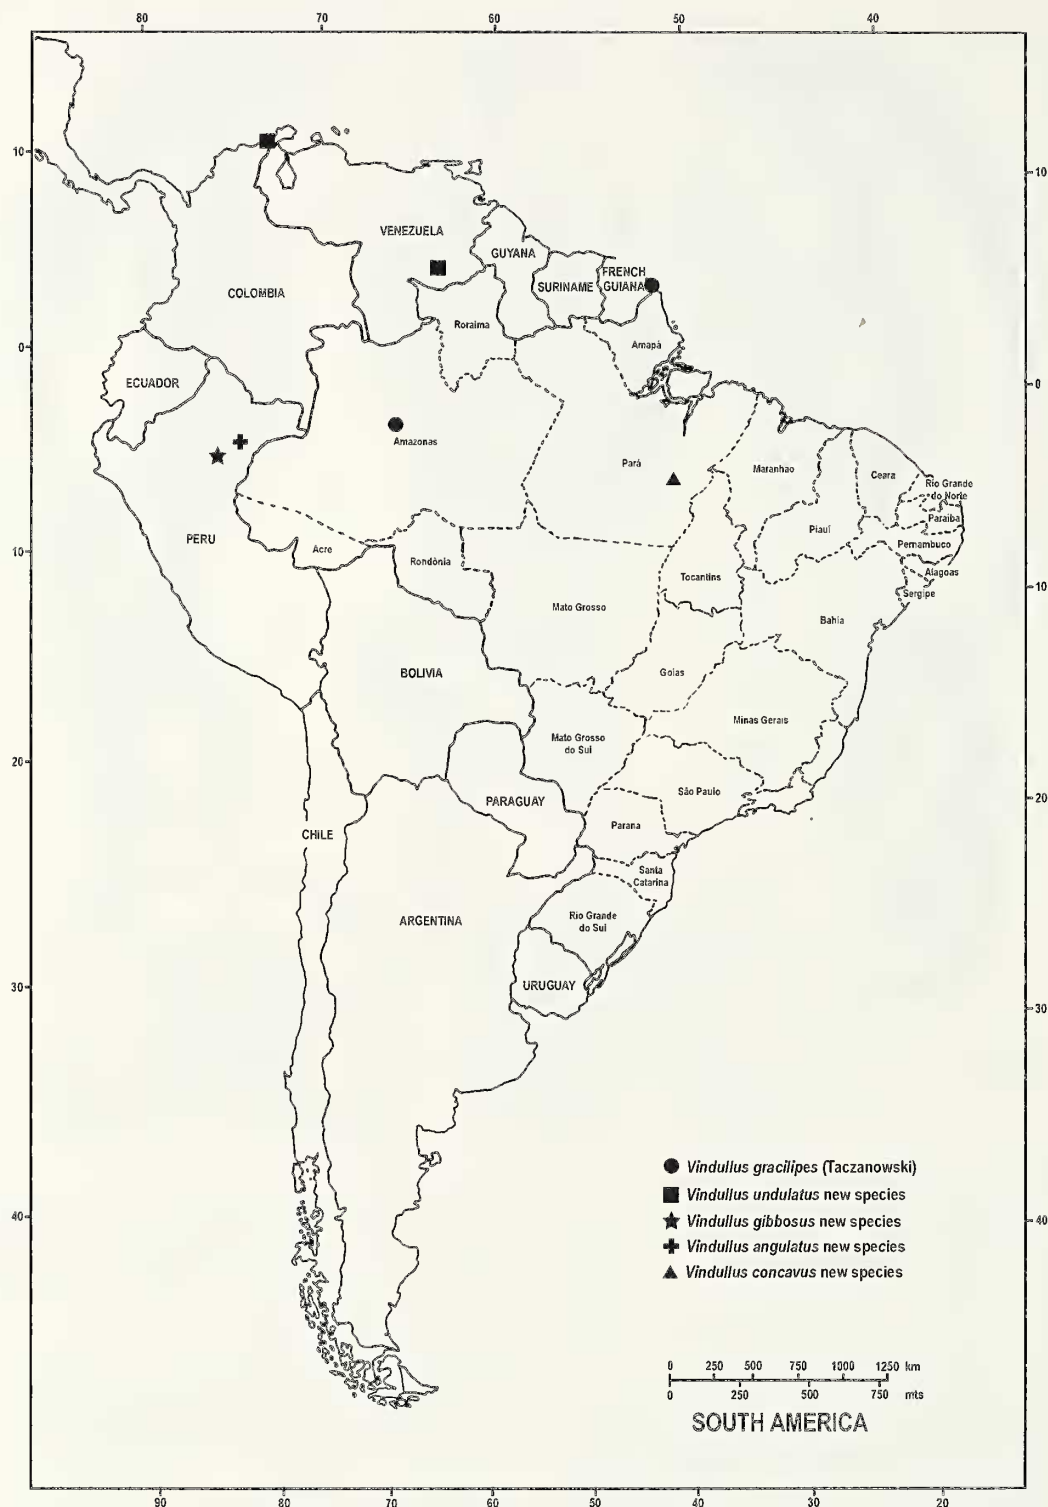 80 70 60 50 40
10
10
VENEZUELA
GUYANA
FRENCH
GUIANA
SURINAME
COLOMBIA
Roraima
Amapá
0
0
ECUADOR
Amazonas
Pará
Maranhao
Ceara
Rio Grande
do Norte
Paraiba
Piauí
PERU
Pernambuco
10
Acre
Rondônia
Alagoas
Tocantins
10
Sergipe
Mato Grosso
Bahia
BOLIVIA
Goias
Minas Gerais
Mato Grosso
do Sul
20
São Paulo
20
PARAGUAY
Parana
CHILE
Santa
Catarina
ARGENTINA
Rio Grande
do Sul
URUGUAY
30
30
Vindullus gracilipes (Taczanowski)
Vindullus undulatus new species
40
Vindullus gibbosus new species
40
Vindullus angulatus new species
Vindullus concavus new species
0 250 500 750 1000 1250 km
0 250 500 750 mts
SOUTH AMERICA
90 80 70 60 50 40 30 20